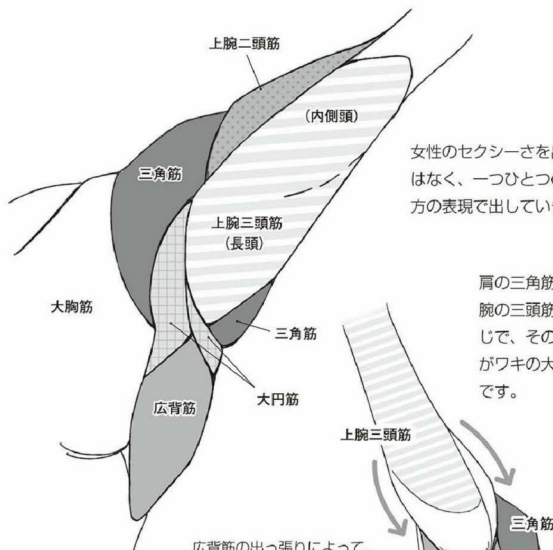 上腕二頭筋
(内側頭)
三角筋
上腕三頭筋
(長頭)
大胸筋
三角筋
大円筋
広背筋
女性のセクシーさを
はなく、一つひとつ
方の表現で出してい
肩の三角筋
腕の三頭筋
じで、その
がワキの大
です。
上腕三頭筋
三角筋
広背筋の出っ張りによって、